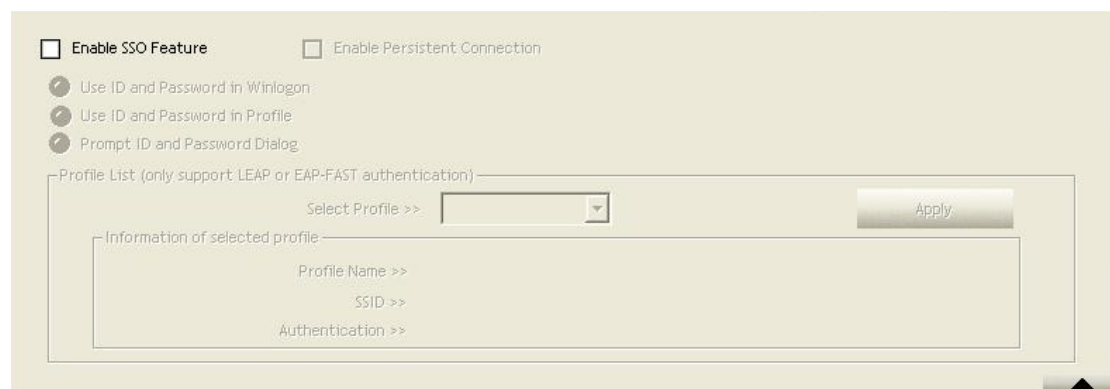 Enable SSO Feature Enable Persistent Connection
Use ID and Password in Winlogon
Use ID and Password in Profile
Prompt ID and Password Dialog
Profile List (only support LEAP or EAP-FAST authentication)
Select Profile >> Apply
Information of selected profile
Profile Name >>
SSID >>
Authentication >>